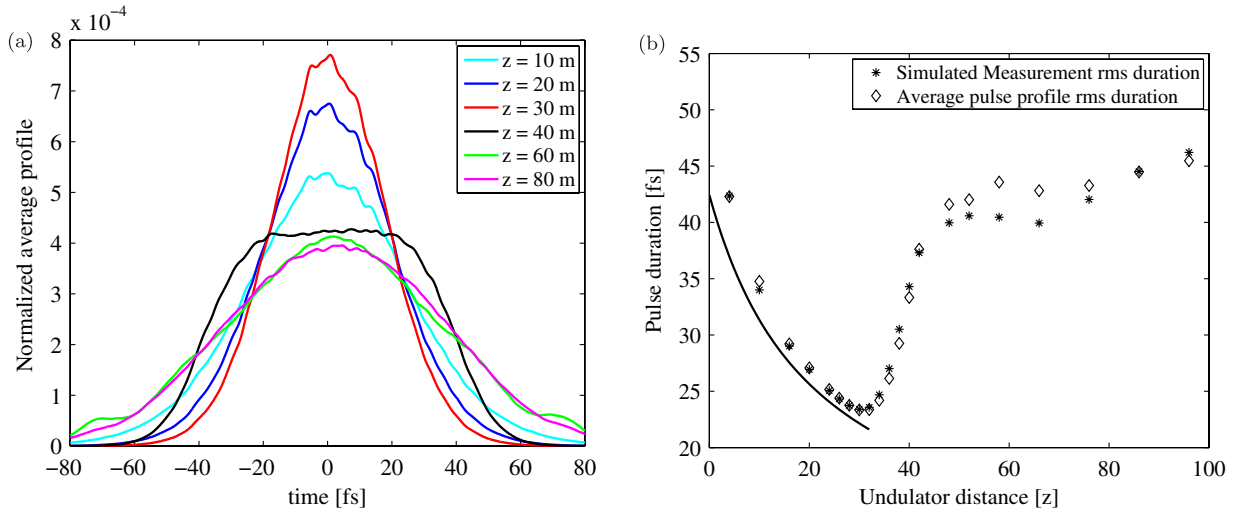 (a)
x 10⁻⁴
8
7
6
5
4
3
2
1
0
Normalized average profile
z = 10 m
z = 20 m
z = 30 m
z = 40 m
z = 60 m
z = 80 m
−80 −60 −40 −20 0 20 40 60 80
time [fs]
(b)
55
50
45
40
35
30
25
20
Pulse duration [fs]
Simulated Measurement rms duration
Average pulse profile rms duration
0 20 40 60 80 100
Undulator distance [z]